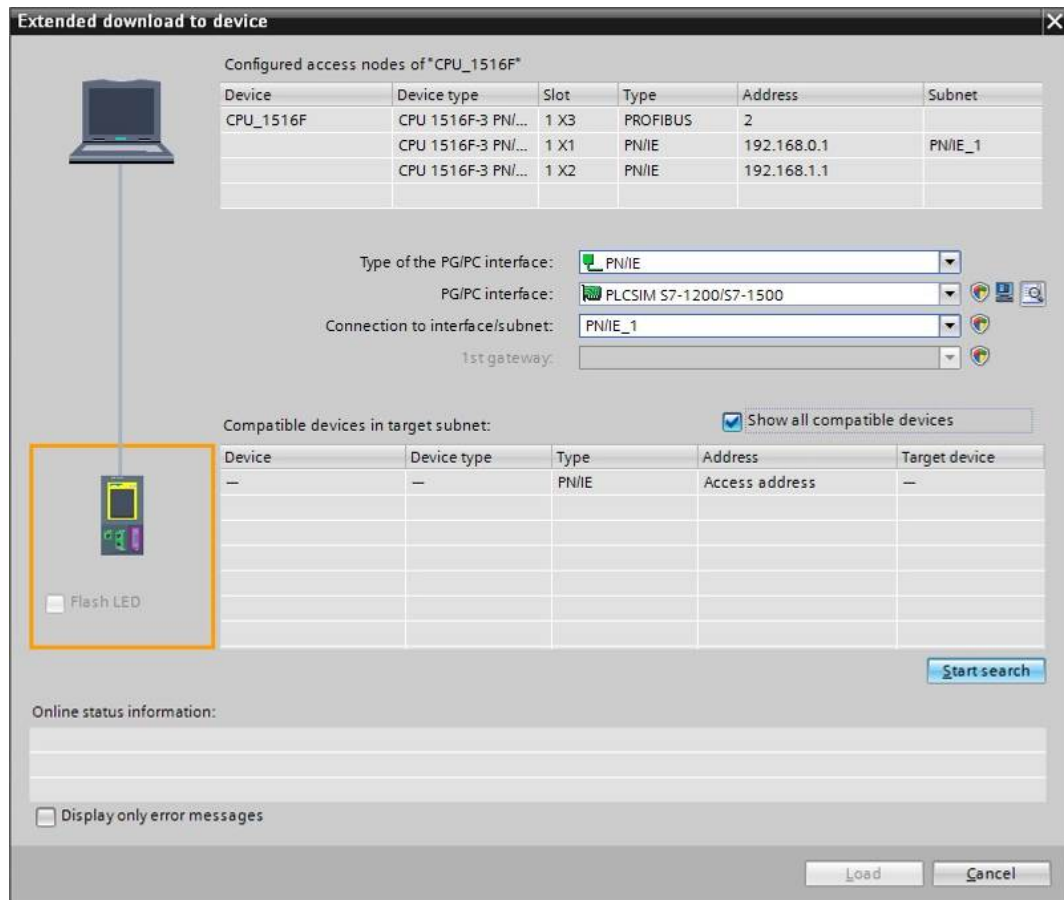 Extended download to device
Configured access nodes of "CPU_1516F"
Device Device type Slot Type Address Subnet
CPU_1516F CPU 1516F-3 PN/... 1 X3 PROFIBUS 2
CPU 1516F-3 PN/... 1 X1 PN/IE 192.168.0.1 PN/IE_1
CPU 1516F-3 PN/... 1 X2 PN/IE 192.168.1.1
Type of the PG/PC interface: PN/IE
PG/PC interface: PLCSIM S7-1200/S7-1500
Connection to interface/subnet: PN/IE_1
1st gateway:
Compatible devices in target subnet: Show all compatible devices
Device Device type Type Address Target device
— — PN/IE Access address —
Flash LED
Start search
Online status information:
Display only error messages
Load Cancel